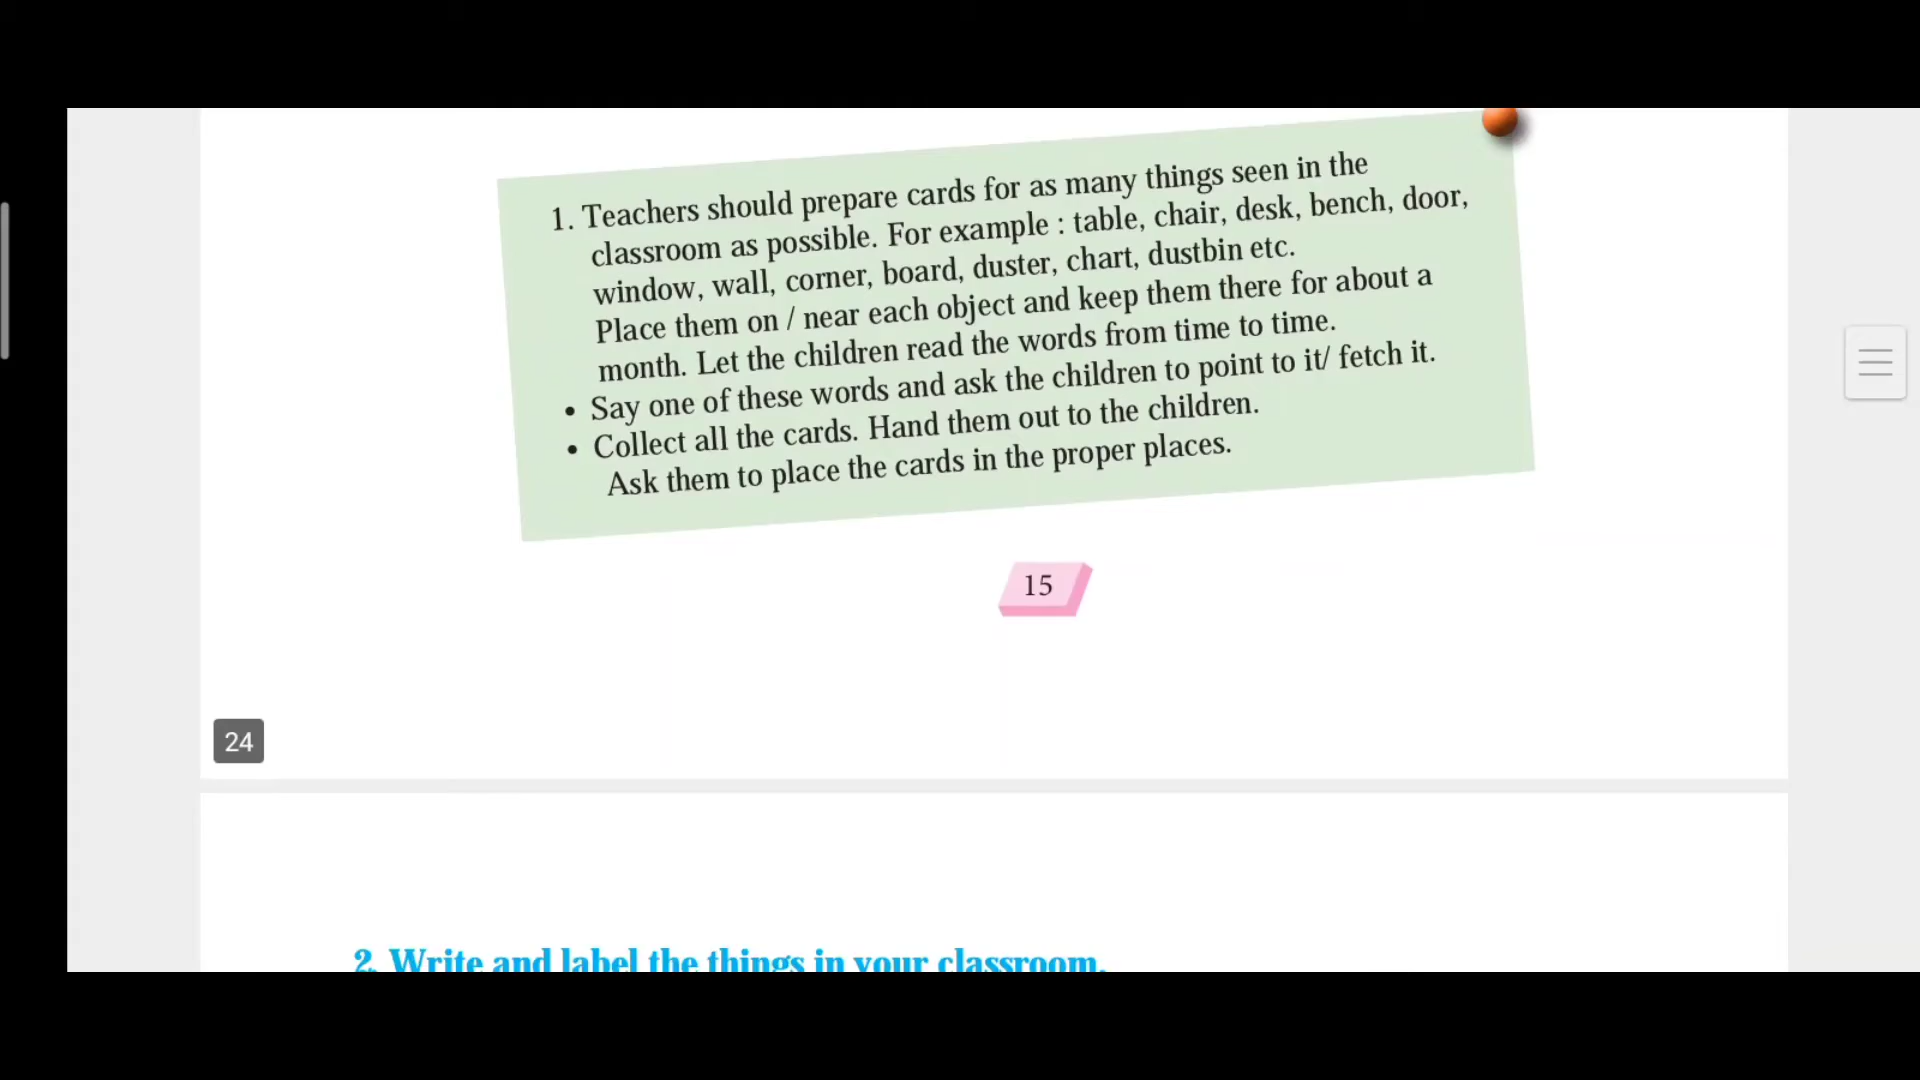 1. Teachers should prepare cards for as many things seen in the
classroom as possible. For example : table, chair, desk, bench, door,
window, wall, corner, board, duster, chart, dustbin etc.
Place them on / near each object and keep them there for about a
month. Let the children read the words from time to time.
• Say one of these words and ask the children to point to it/ fetch it.
• Collect all the cards. Hand them out to the children.
Ask them to place the cards in the proper places.
15
24
2. Write and label the things in your classroom.